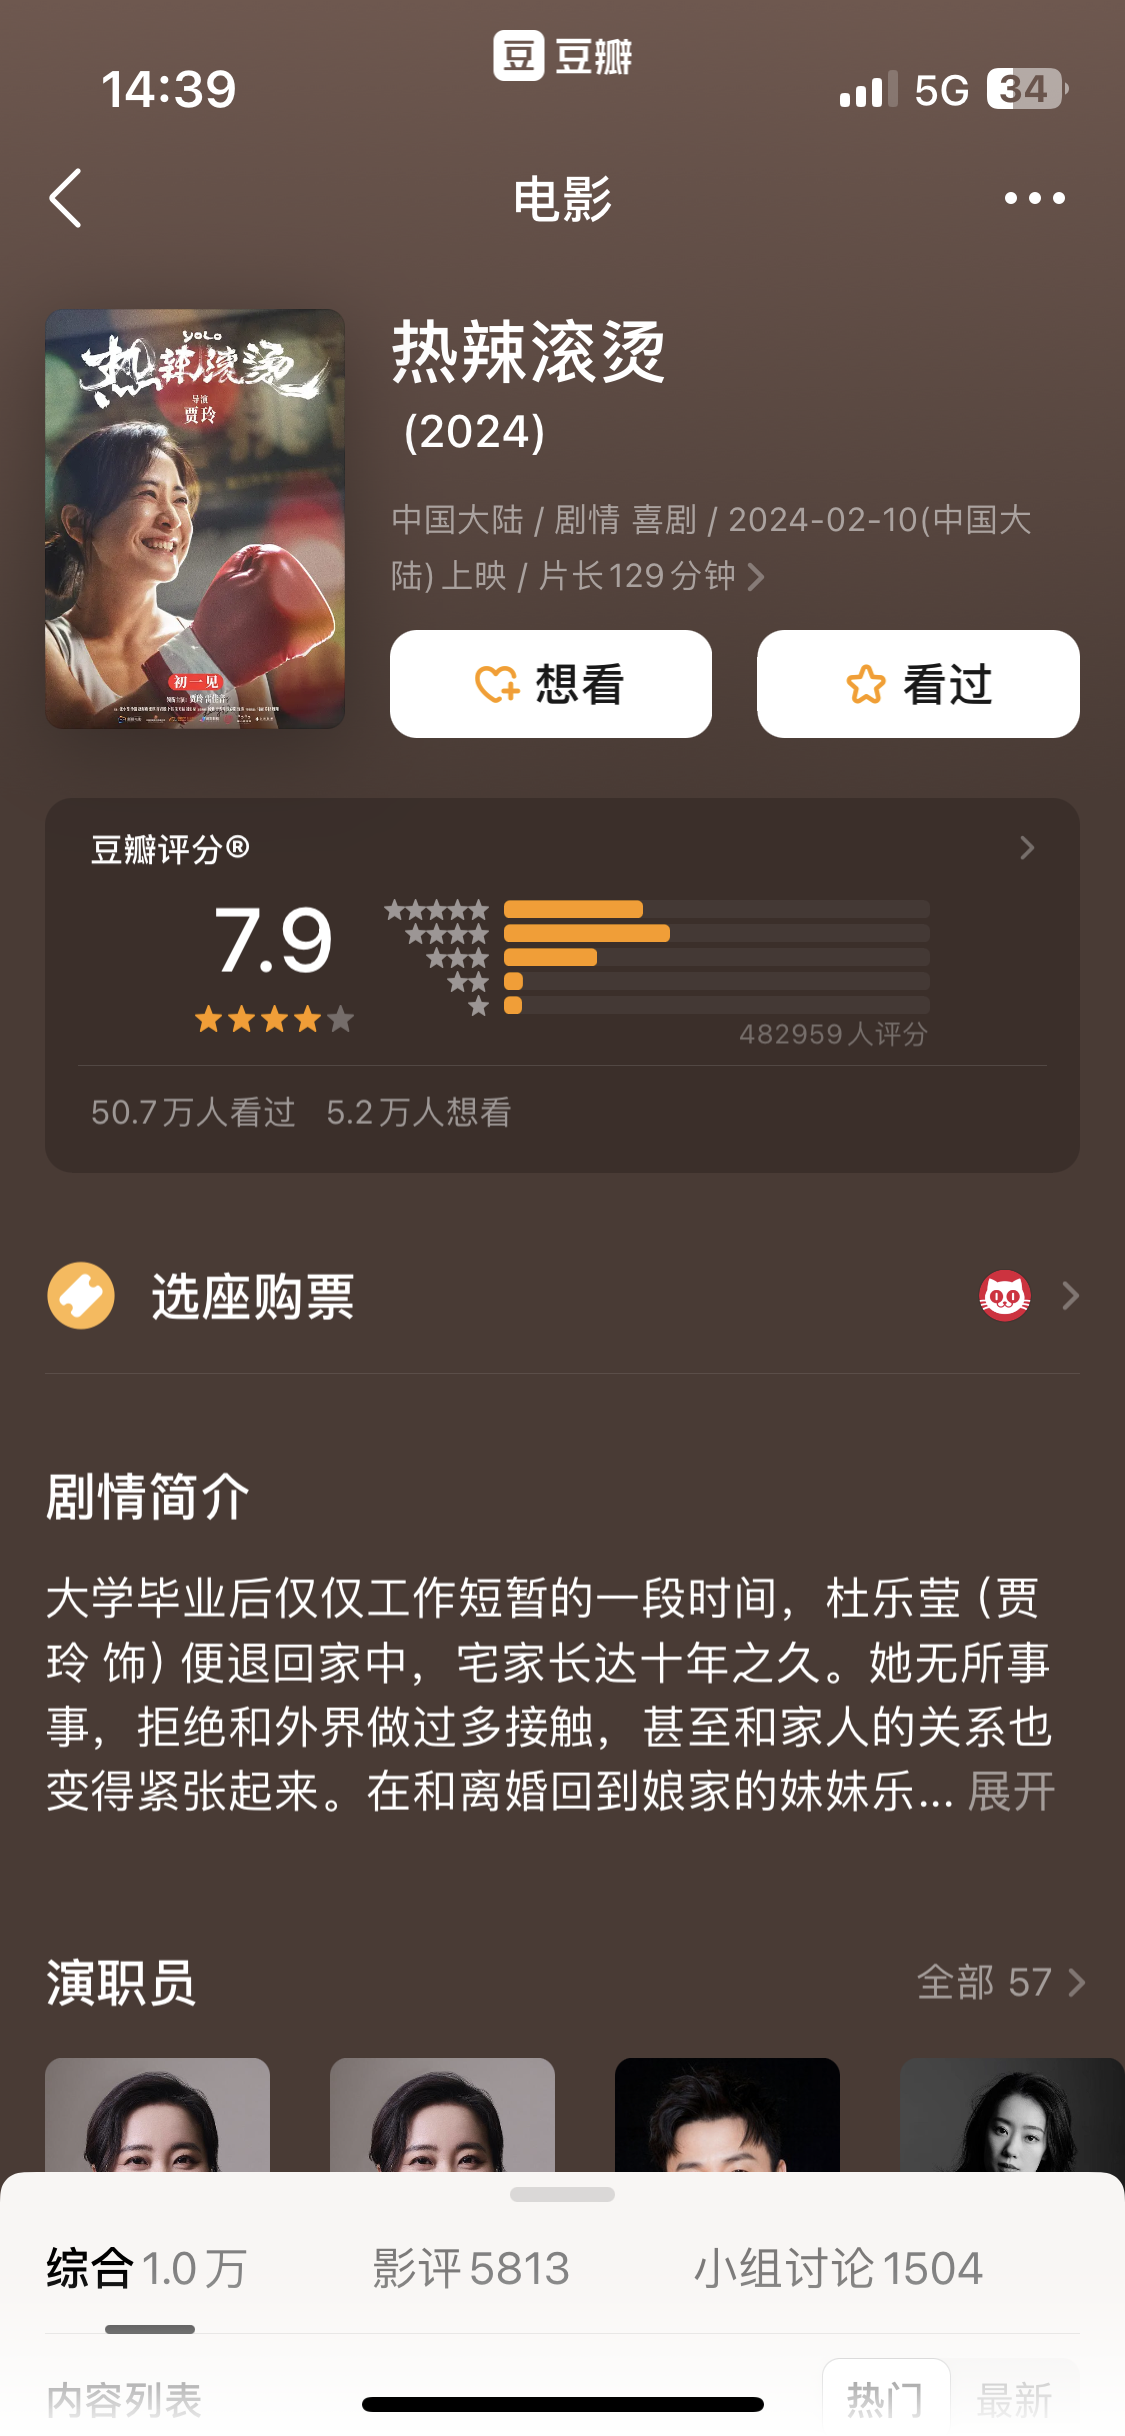 豆 豆瓣
14:39
5G 34
电影
YOLO
热辣滚烫
导演
贾玲
初一见
热辣滚烫
(2024)
中国大陆 / 剧情 喜剧 / 2024-02-10(中国大
陆)上映 / 片长129分钟
想看 看过
豆瓣评分®
7.9
482959人评分
50.7万人看过 5.2万人想看
选座购票
剧情简介
大学毕业后仅仅工作短暂的一段时间，杜乐莹（贾
玲 饰）便退回家中，宅家长达十年之久。她无所事
事，拒绝和外界做过多接触，甚至和家人的关系也
变得紧张起来。在和离婚回到娘家的妹妹乐... 展开
演职员 全部 57
综合 1.0万 影评 5813 小组讨论 1504
内容列表 热门 最新